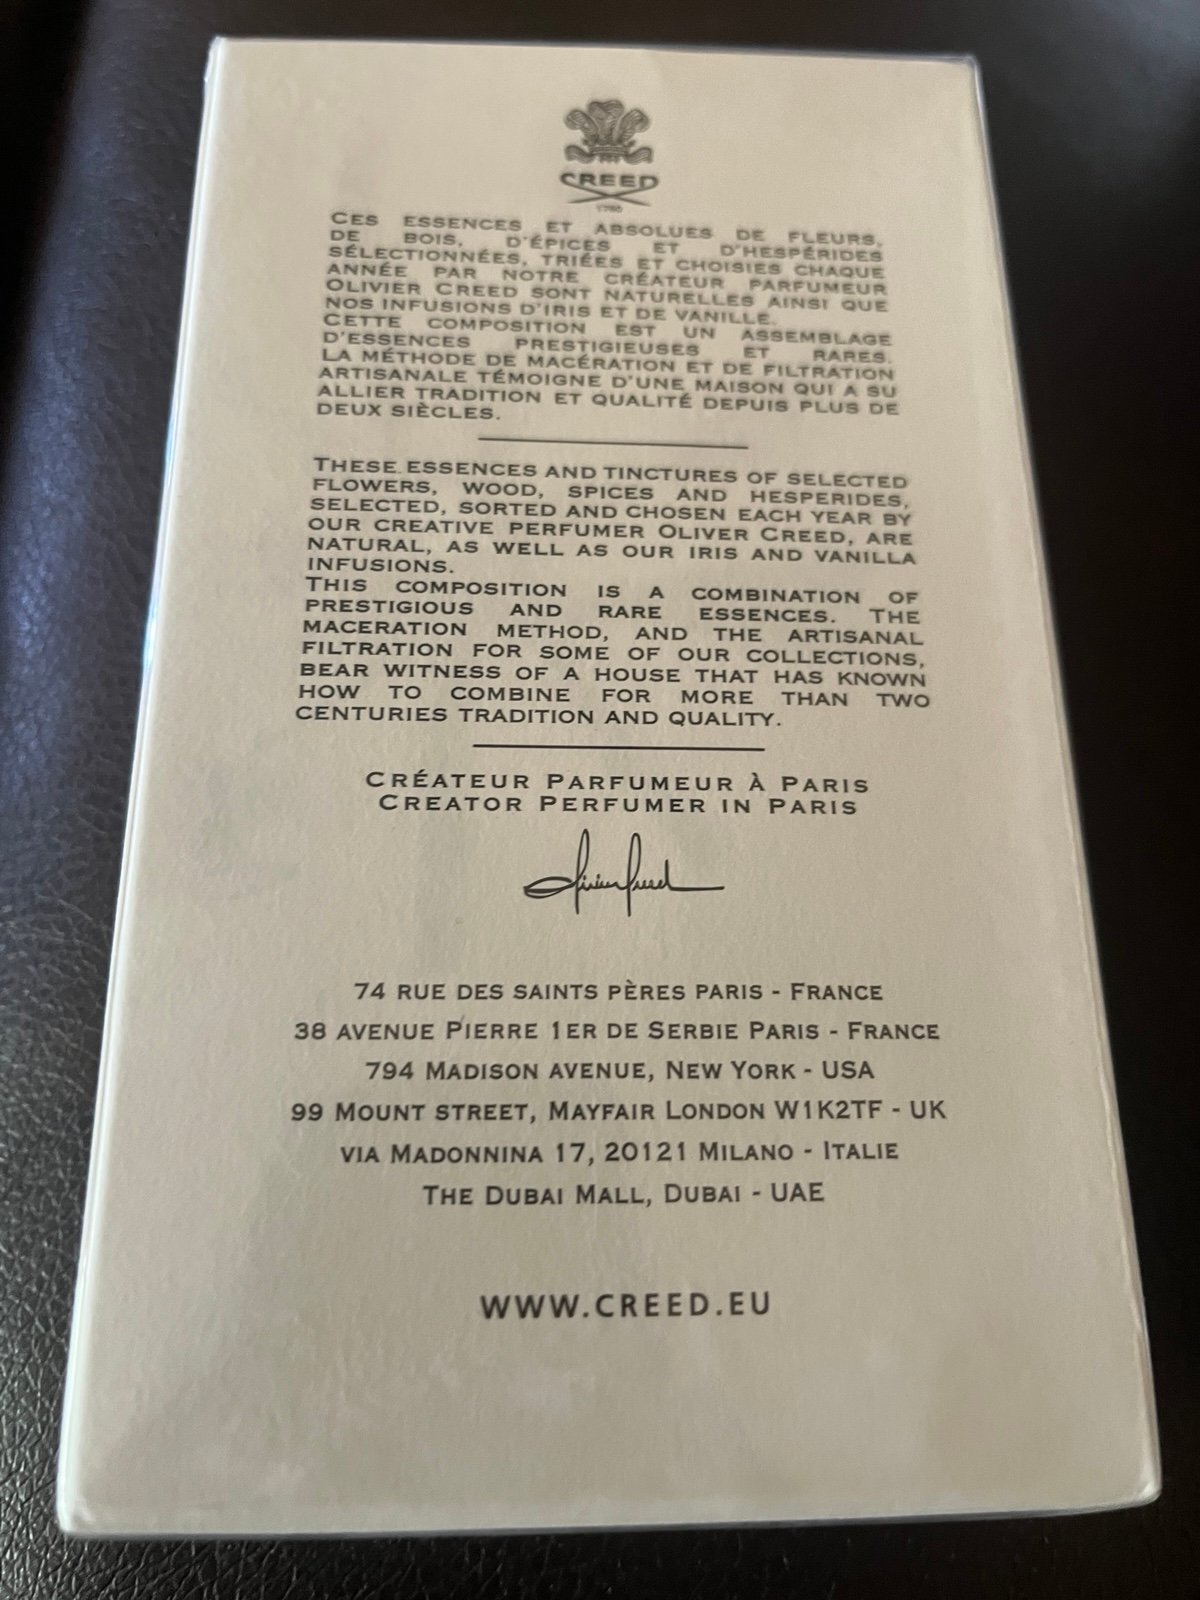 CREED
1760
CES ESSENCES ET ABSOLUES DE FLEURS,
DE BOIS, D'ÉPICES ET D'HESPÉRIDES
SÉLECTIONNÉES, TRIÉES ET CHOISIES CHAQUE
ANNÉE PAR NOTRE CRÉATEUR PARFUMEUR
OLIVIER CREED SONT NATURELLES AINSI QUE
NOS INFUSIONS D'IRIS ET DE VANILLE.
CETTE COMPOSITION EST UN ASSEMBLAGE
D'ESSENCES PRESTIGIEUSES ET RARES.
LA MÉTHODE DE MACÉRATION ET DE FILTRATION
ARTISANALE TÉMOIGNE D'UNE MAISON QUI A SU
ALLIER TRADITION ET QUALITÉ DEPUIS PLUS DE
DEUX SIÈCLES.
THESE ESSENCES AND TINCTURES OF SELECTED
FLOWERS, WOOD, SPICES AND HESPERIDES,
SELECTED, SORTED AND CHOSEN EACH YEAR BY
OUR CREATIVE PERFUMER OLIVER CREED, ARE
NATURAL, AS WELL AS OUR IRIS AND VANILLA
INFUSIONS.
THIS COMPOSITION IS A COMBINATION OF
PRESTIGIOUS AND RARE ESSENCES. THE
MACERATION METHOD, AND THE ARTISANAL
FILTRATION FOR SOME OF OUR COLLECTIONS,
BEAR WITNESS OF A HOUSE THAT HAS KNOWN
HOW TO COMBINE FOR MORE THAN TWO
CENTURIES TRADITION AND QUALITY.
CRÉATEUR PARFUMEUR À PARIS
CREATOR PERFUMER IN PARIS
Olivier Creed
74 RUE DES SAINTS PÈRES PARIS - FRANCE
38 AVENUE PIERRE 1ER DE SERBIE PARIS - FRANCE
794 MADISON AVENUE, NEW YORK - USA
99 MOUNT STREET, MAYFAIR LONDON W1K2TF - UK
VIA MADONNINA 17, 20121 MILANO - ITALIE
THE DUBAI MALL, DUBAI - UAE
WWW.CREED.EU